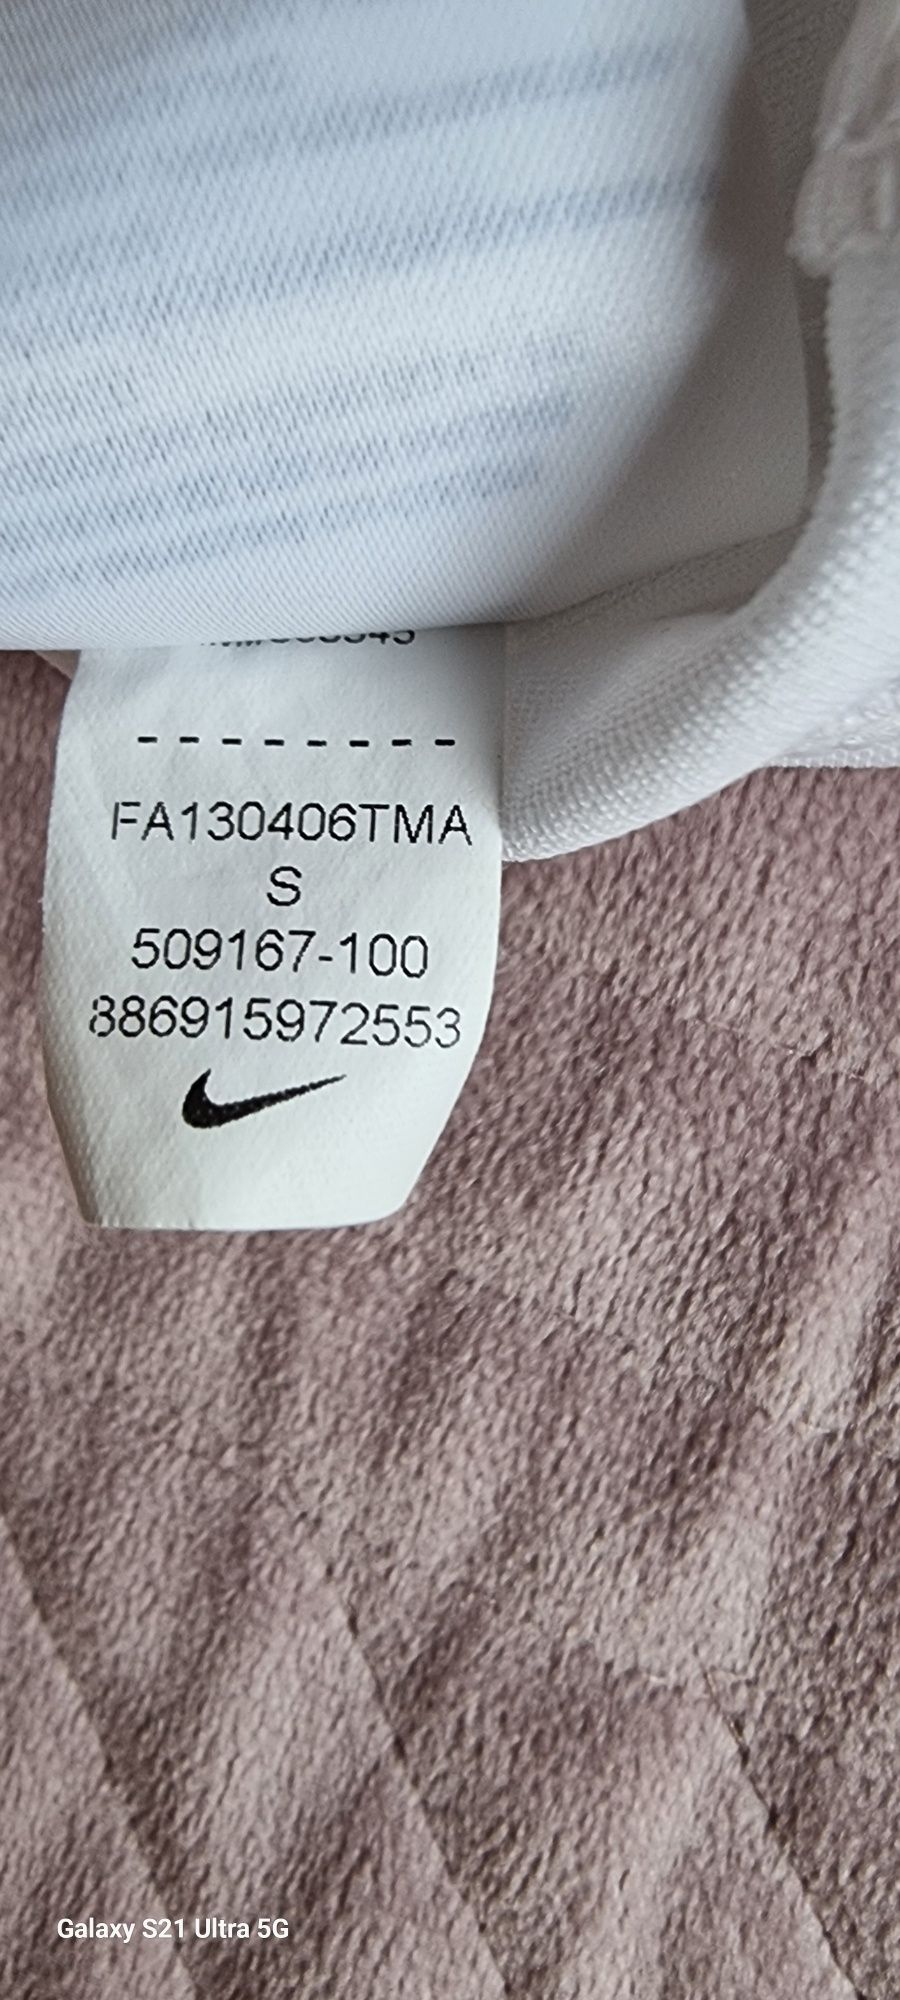 FA130406TMA
S
509167-100
886915972553
Galaxy S21 Ultra 5G